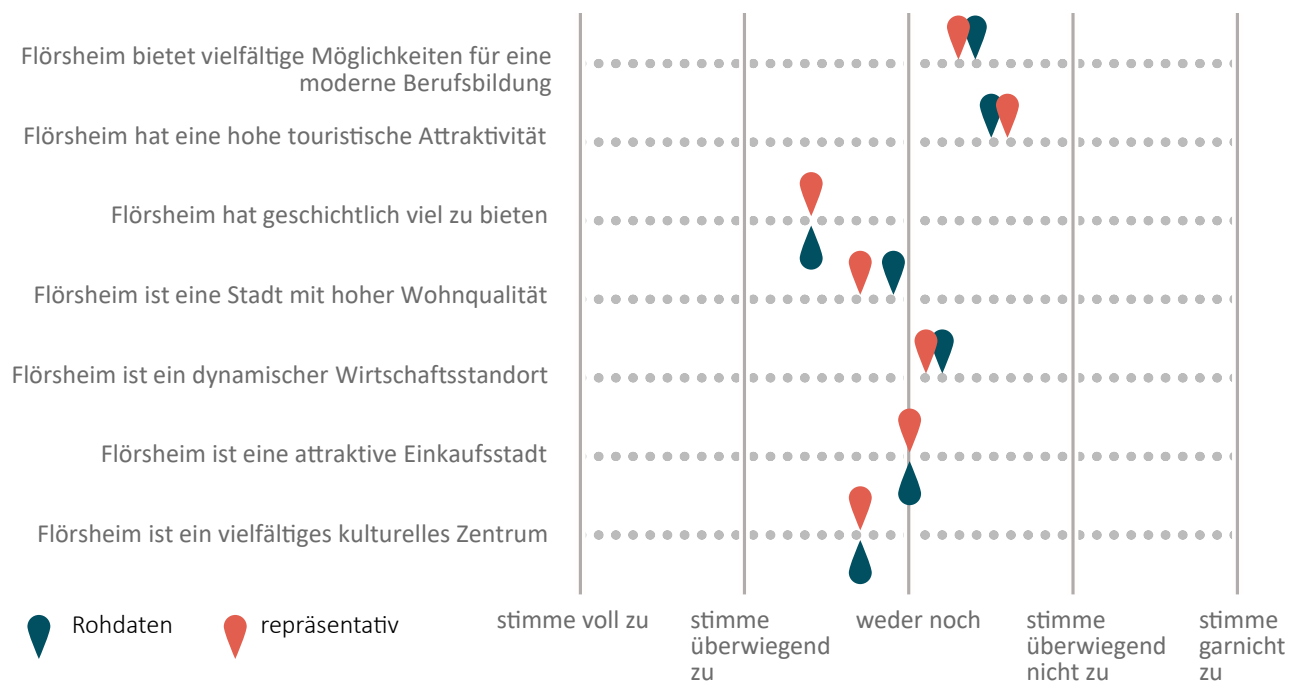 Flörsheim bietet vielfältige Möglichkeiten für eine
moderne Berufsbildung
Flörsheim hat eine hohe touristische Attraktivität
Flörsheim hat geschichtlich viel zu bieten
Flörsheim ist eine Stadt mit hoher Wohnqualität
Flörsheim ist ein dynamischer Wirtschaftsstandort
Flörsheim ist eine attraktive Einkaufsstadt
Flörsheim ist ein vielfältiges kulturelles Zentrum
Rohdaten
repräsentativ
stimme voll zu
stimme
überwiegend
zu
weder noch
stimme
überwiegend
nicht zu
stimme
garnicht
zu